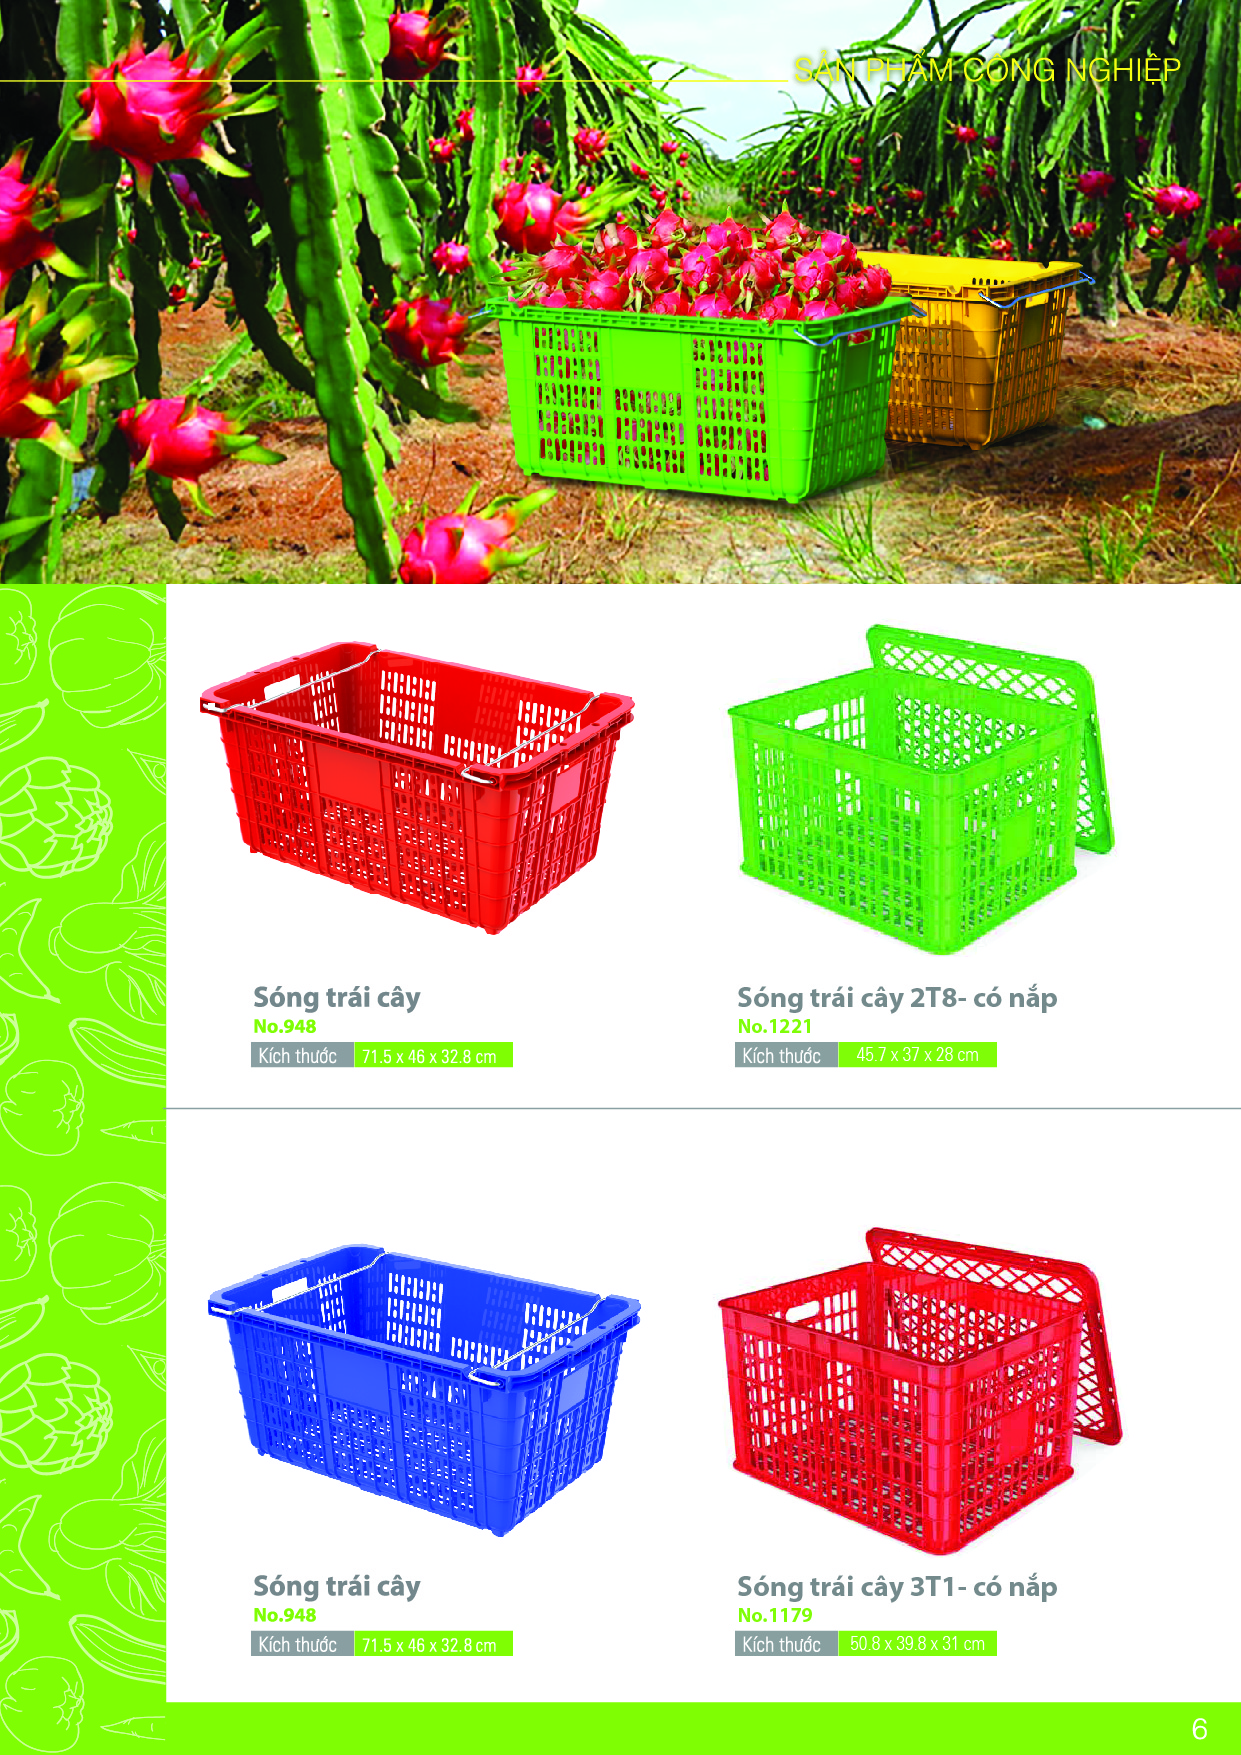 SẢN PHẨM CÔNG NGHIỆP
Sóng trái cây
No.948
Kích thước 71.5 x 46 x 32.8 cm
Sóng trái cây 2T8- có nắp
No.1221
Kích thước 45.7 x 37 x 28 cm
Sóng trái cây
No.948
Kích thước 71.5 x 46 x 32.8 cm
Sóng trái cây 3T1- có nắp
No.1179
Kích thước 50.8 x 39.8 x 31 cm
6